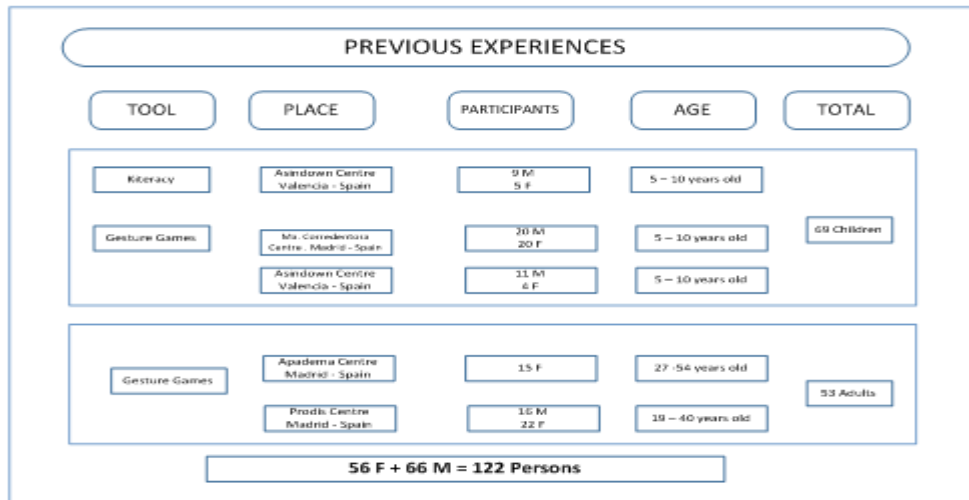 PREVIOUS EXPERIENCES
TOOL
PLACE
PARTICIPANTS
AGE
TOTAL
Kiteracy
Asindown Centre
Valencia - Spain
9 M
5 F
5 – 10 years old
Gesture Games
Ma. Corredentora
Centre. Madrid - Spain
20 M
20 F
5 – 10 years old
69 Children
Asindown Centre
Valencia - Spain
11 M
4 F
5 – 10 years old
Gesture Games
Apadema Centre
Madrid - Spain
15 F
27 -54 years old
53 Adults
Prodis Centre
Madrid - Spain
16 M
22 F
19 – 40 years old
56 F + 66 M = 122 Persons